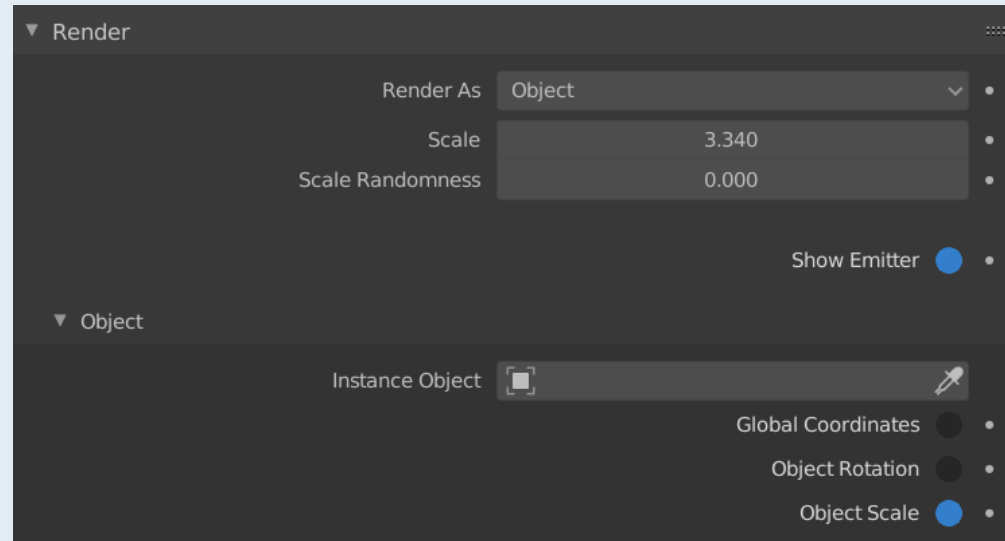 Render
Render As Object
Scale 3.340
Scale Randomness 0.000
Show Emitter
Object
Instance Object
Global Coordinates
Object Rotation
Object Scale